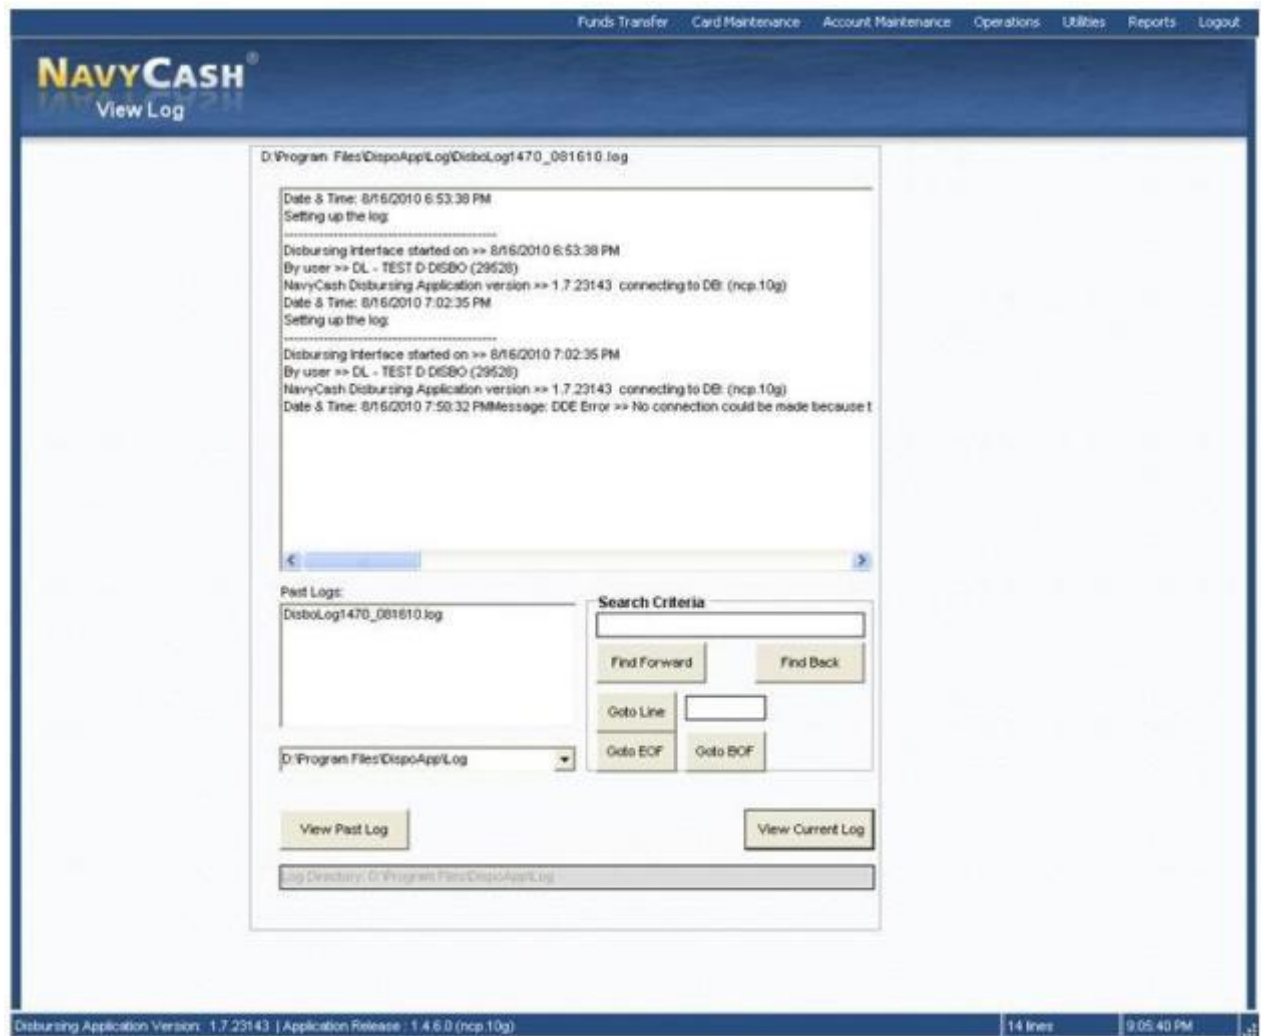 Funds Transfer Card Maintenance Account Maintenance Operations Utilities Reports Logout
NAVYCASH®
View Log
D:\Program Files\DispoApp\Log\DisboLog1470_081610.log
Date & Time: 8/16/2010 6:53:38 PM
Setting up the log:
--------------------------------------------------
Disbursing Interface started on >> 8/16/2010 6:53:38 PM
By user >> DL - TEST D DISBO (29528)
NavyCash Disbursing Application version >> 1.7.23143 connecting to DB: (ncp.10g)
Date & Time: 8/16/2010 7:02:35 PM
Setting up the log:
--------------------------------------------------
Disbursing Interface started on >> 8/16/2010 7:02:35 PM
By user >> DL - TEST D DISBO (29528)
NavyCash Disbursing Application version >> 1.7.23143 connecting to DB: (ncp.10g)
Date & Time: 8/16/2010 7:50:32 PMMessage: DDE Error >> No connection could be made because t
Past Logs:
DisboLog1470_081610.log
Search Criteria
Find Forward Find Back
Goto Line
Goto EOF Goto BOF
D:\Program Files\DispoApp\Log
View Past Log View Current Log
Log Directory: D:\Program Files\DispoApp\Log
Disbursing Application Version: 1.7.23143 | Application Release : 1.4.6.0 (ncp.10g) 14 lines 9:05:40 PM